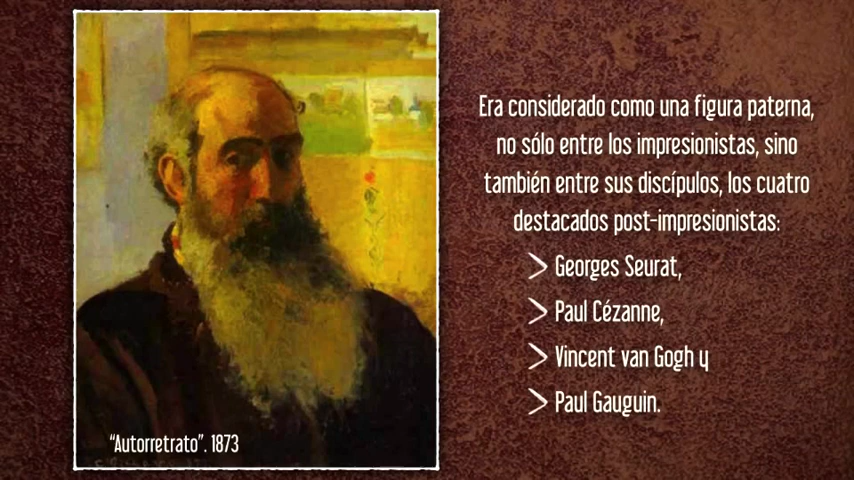 Era considerado como una figura paterna,
no sólo entre los impresionistas, sino
también entre sus discípulos, los cuatro
destacados post-impresionistas:
> Georges Seurat,
> Paul Cézanne,
> Vincent van Gogh y
> Paul Gauguin.
“Autorretrato”. 1873